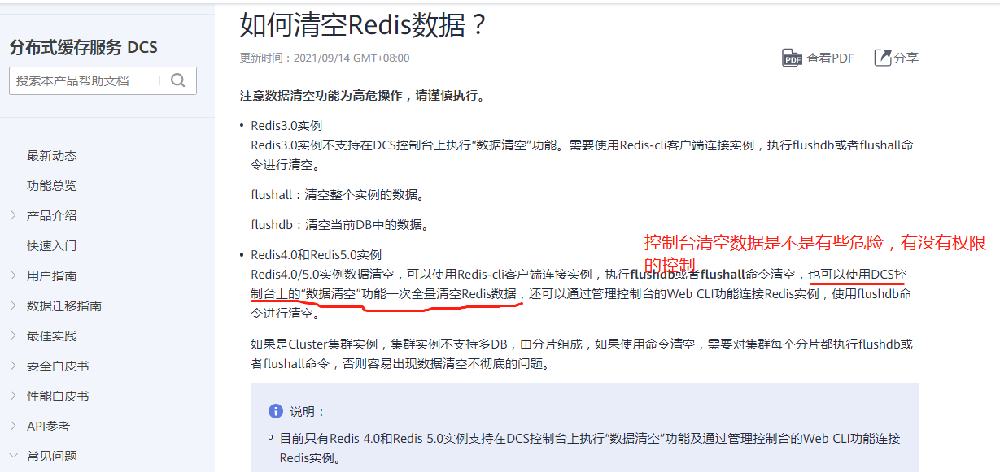 分布式缓存服务 DCS
搜索本产品帮助文档
最新动态
功能总览
产品介绍
快速入门
用户指南
数据迁移指南
最佳实践
安全白皮书
性能白皮书
API参考
常见问题
如何清空Redis数据？
更新时间：2021/09/14 GMT+08:00
PDF 查看PDF 分享
注意数据清空功能为高危操作，请谨慎执行。
• Redis3.0实例
Redis3.0实例不支持在DCS控制台上执行“数据清空”功能。需要使用Redis-cli客户端连接实例，执行flushdb或者flushall命
令进行清空。
flushall：清空整个实例的数据。
flushdb：清空当前DB中的数据。
控制台清空数据是不是有些危险，有没有权限
的控制
• Redis4.0和Redis5.0实例
Redis4.0/5.0实例数据清空，可以使用Redis-cli客户端连接实例，执行flushdb或者flushall命令清空，也可以使用DCS控
制台上的“数据清空”功能一次全量清空Redis数据，还可以通过管理控制台的Web CLI功能连接Redis实例，使用flushdb命
令进行清空。
如果是Cluster集群实例，集群实例不支持多DB，由分片组成，如果使用命令清空，需要对集群每个分片都执行flushdb或
者flushall命令，否则容易出现数据清空不彻底的问题。
说明：
目前只有Redis 4.0和Redis 5.0实例支持在DCS控制台上执行“数据清空”功能及通过管理控制台的Web CLI功能连接
Redis实例。